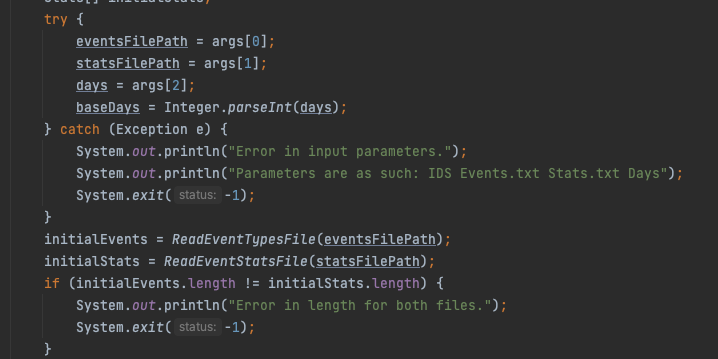 State[] initialStats;
try {
eventsFilePath = args[0];
statsFilePath = args[1];
days = args[2];
baseDays = Integer.parseInt(days);
} catch (Exception e) {
System.out.println("Error in input parameters.");
System.out.println("Parameters are as such: IDS Events.txt Stats.txt Days");
System.exit( status: -1);
}
initialEvents = ReadEventTypesFile(eventsFilePath);
initialStats = ReadEventStatsFile(statsFilePath);
if (initialEvents.length != initialStats.length) {
System.out.println("Error in length for both files.");
System.exit( status: -1);
}